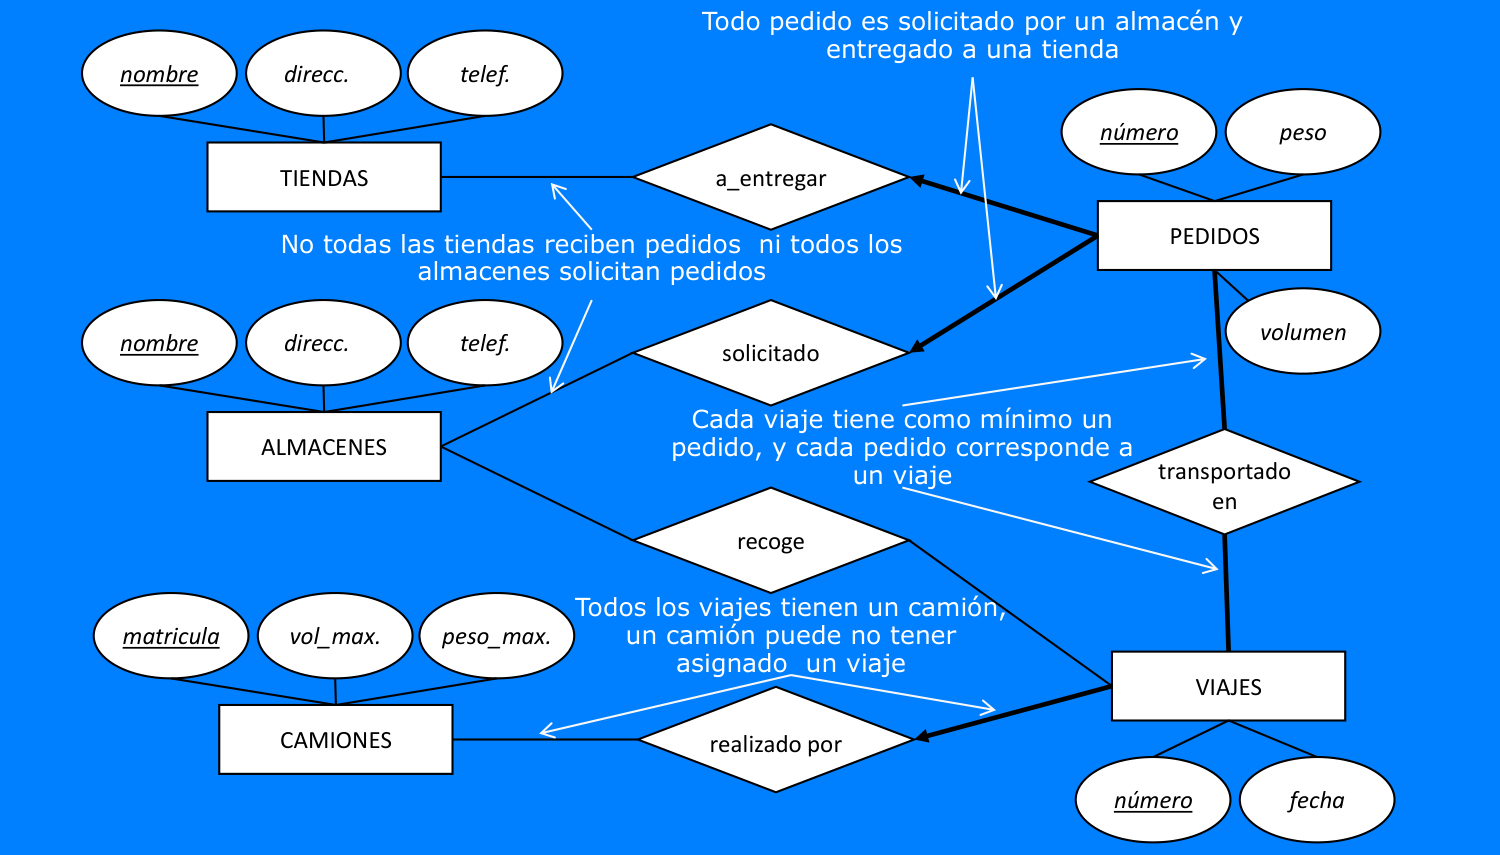 Todo pedido es solicitado por un almacén y
entregado a una tienda
nombre
direcc.
telef.
número
peso
TIENDAS
a_entregar
PEDIDOS
No todas las tiendas reciben pedidos  ni todos los
almacenes solicitan pedidos
nombre
direcc.
telef.
volumen
solicitado
ALMACENES
Cada viaje tiene como mínimo un
pedido, y cada pedido corresponde a
un viaje
transportado
en
recoge
Todos los viajes tienen un camión,
un camión puede no tener
asignado  un viaje
matricula
vol_max.
peso_max.
VIAJES
CAMIONES
realizado por
número
fecha